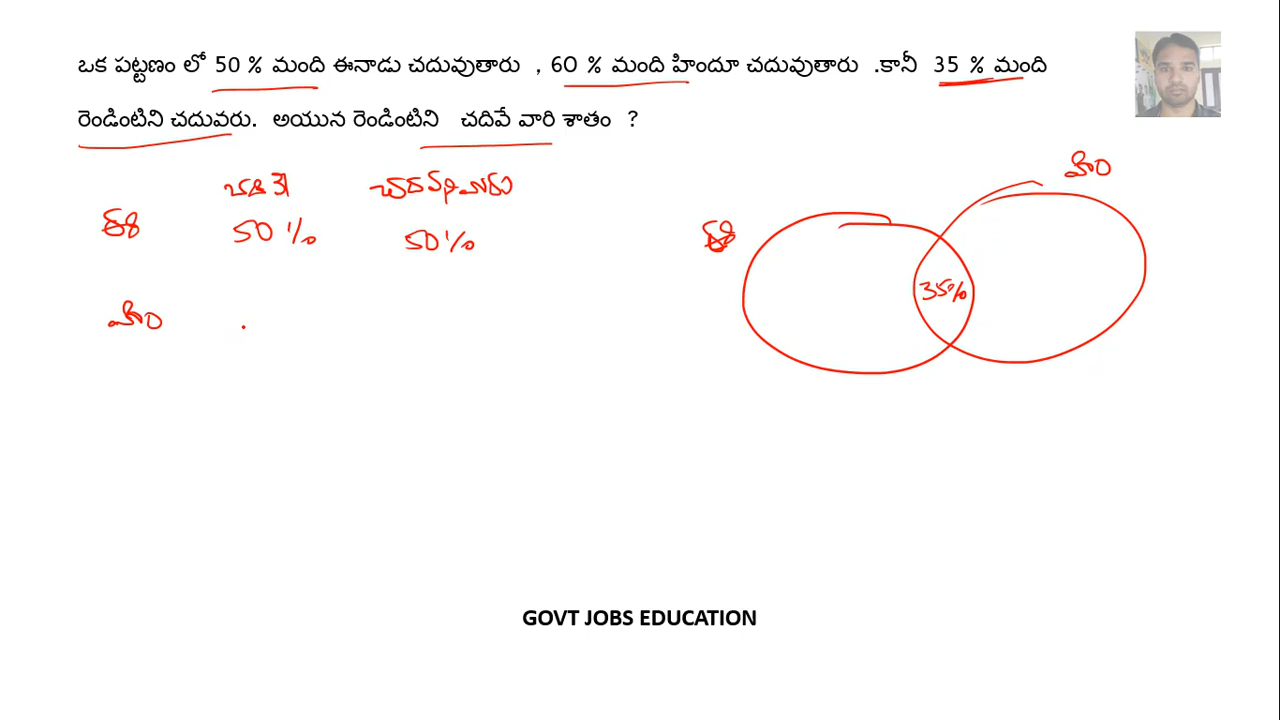 ఒక పట్టణం లో 50 % మంది ఈనాడు చదువుతారు , 60 % మంది హిందూ చదువుతారు .కానీ 35 % మంది
రెండింటిని చదువరు. అయున రెండింటిని చదివే వారి శాతం ?
50 % 50 %
హిం
35%
హిం
GOVT JOBS EDUCATION